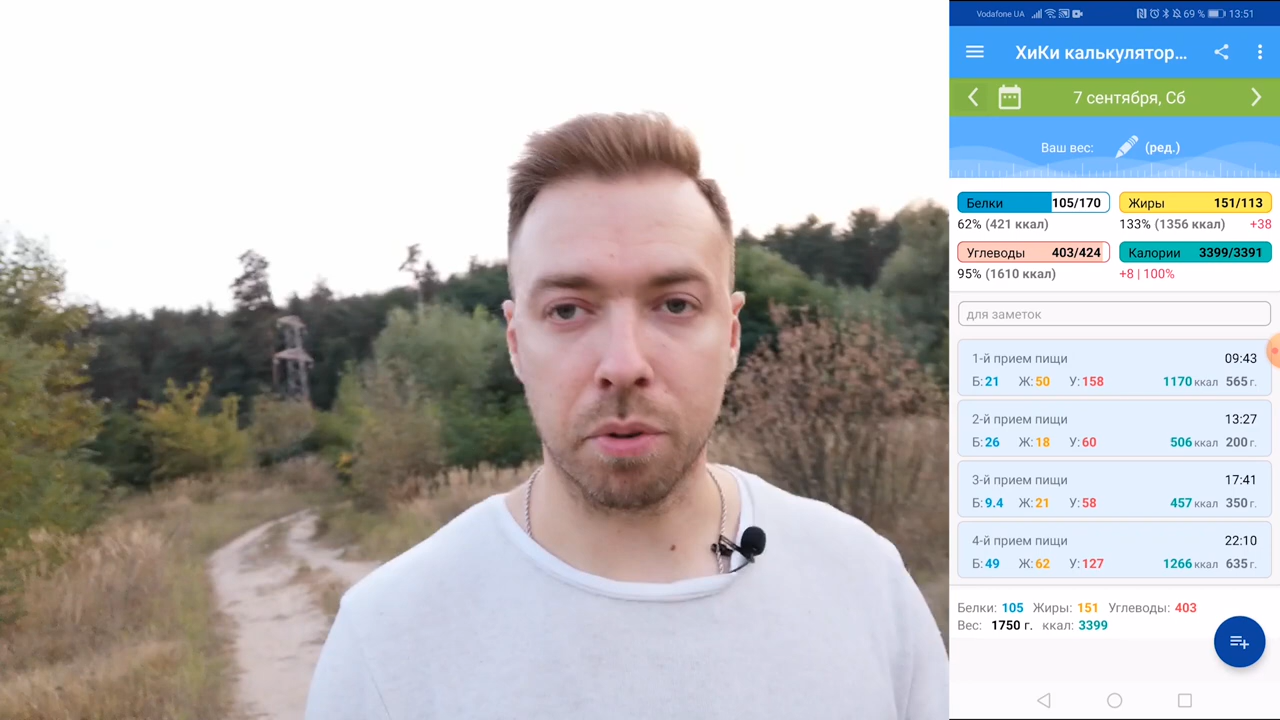 Vodafone UA 69 % 13:51
ХиКи калькулятор...
7 сентября, Сб
Ваш вес: (ред.)
Белки 105/170 Жиры 151/113
62% (421 ккал) 133% (1356 ккал) +38
Углеводы 403/424 Калории 3399/3391
95% (1610 ккал) +8 | 100%
для заметок
1-й прием пищи 09:43
Б: 21 Ж: 50 У: 158 1170 ккал 565 г.
2-й прием пищи 13:27
Б: 26 Ж: 18 У: 60 506 ккал 200 г.
3-й прием пищи 17:41
Б: 9.4 Ж: 21 У: 58 457 ккал 350 г.
4-й прием пищи 22:10
Б: 49 Ж: 62 У: 127 1266 ккал 635 г.
Белки: 105 Жиры: 151 Углеводы: 403
Вес: 1750 г. ккал: 3399